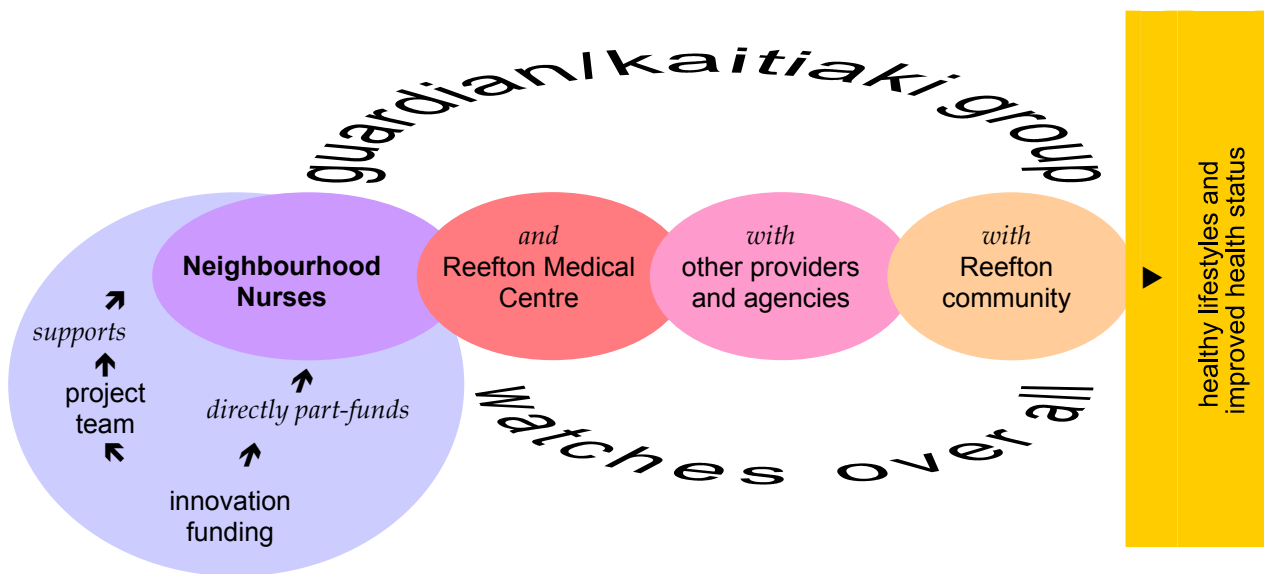 guardian/kaitiaki group
Neighbourhood
Nurses
and
Reefton Medical
Centre
with
other providers
and agencies
with
Reefton
community
healthy lifestyles and
improved health status
supports
project
team
directly part-funds
innovation
funding
watches over all